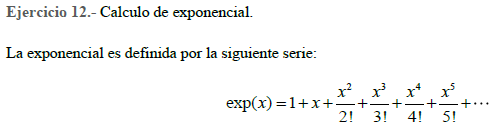 Ejercicio 12.- Calculo de exponencial.
La exponencial es definida por la siguiente serie:
exp(x) = 1 + x + x²/2! + x³/3! + x⁴/4! + x⁵/5! + ⋯